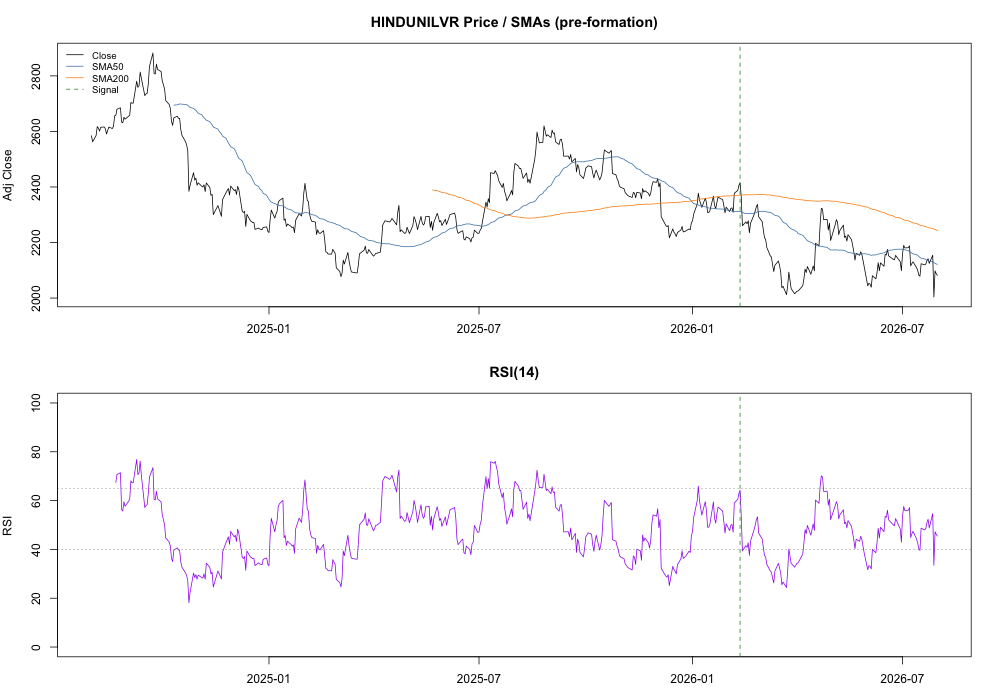 HINDUNILVR Price / SMAs (pre-formation)
Close
SMA50
SMA200
Signal
Adj Close
2800
2600
2400
2200
2000
2025-01
2025-07
2026-01
2026-07
RSI(14)
RSI
100
80
60
40
20
0
2025-01
2025-07
2026-01
2026-07